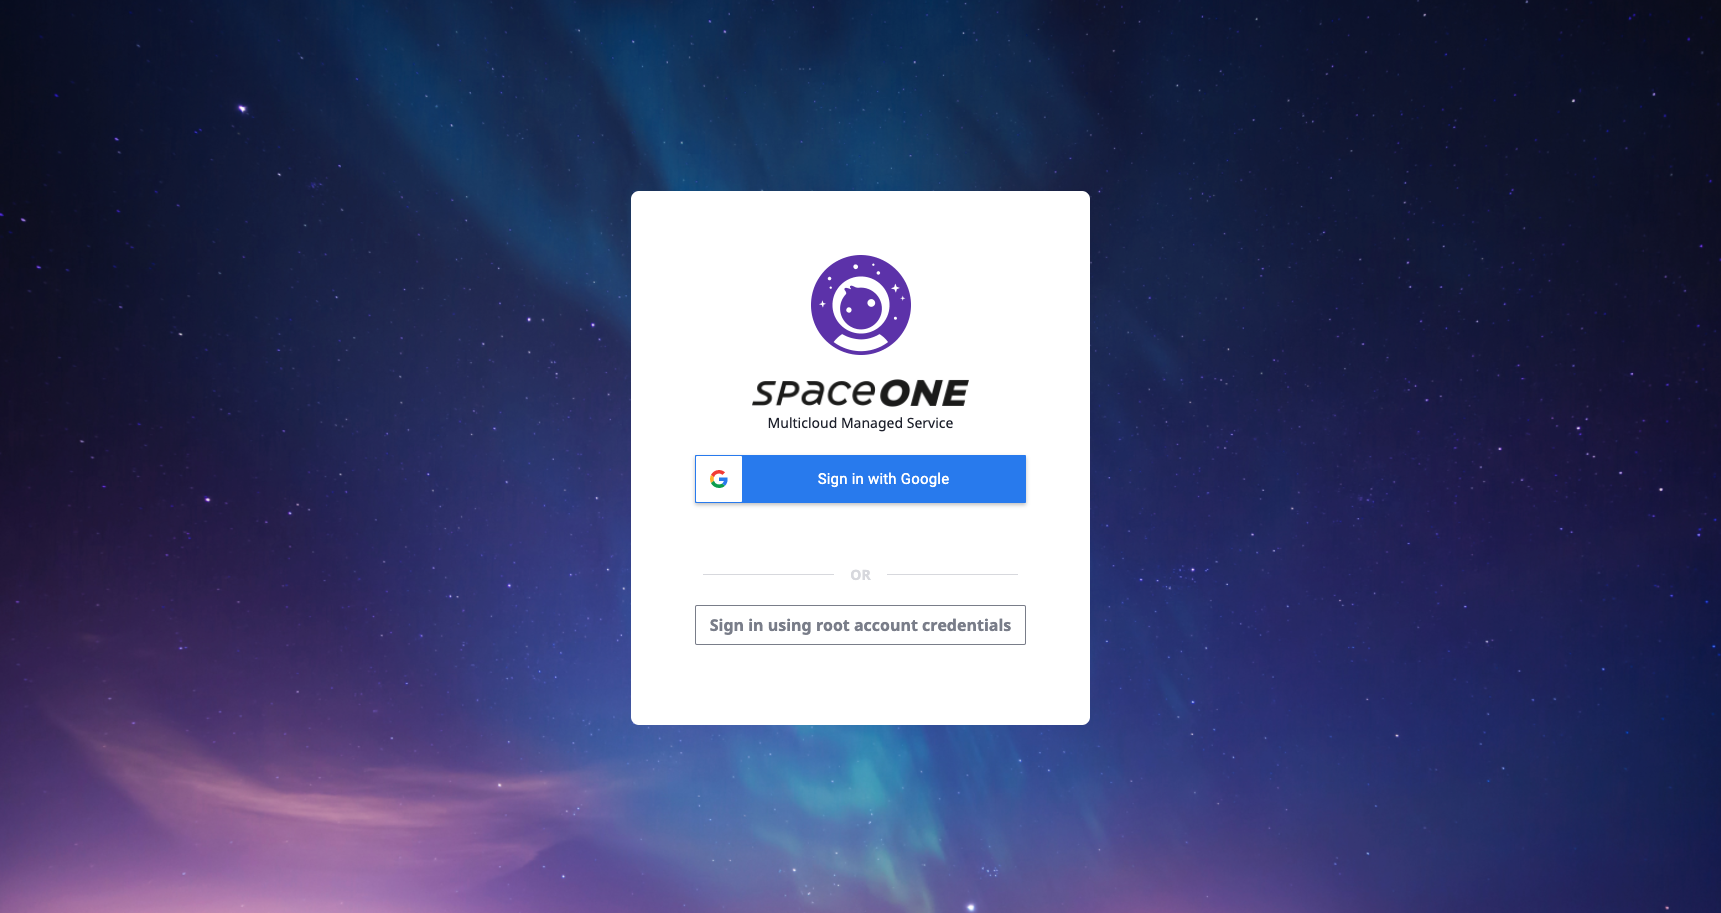 spaceONE
Multicloud Managed Service
Sign in with Google
OR
Sign in using root account credentials